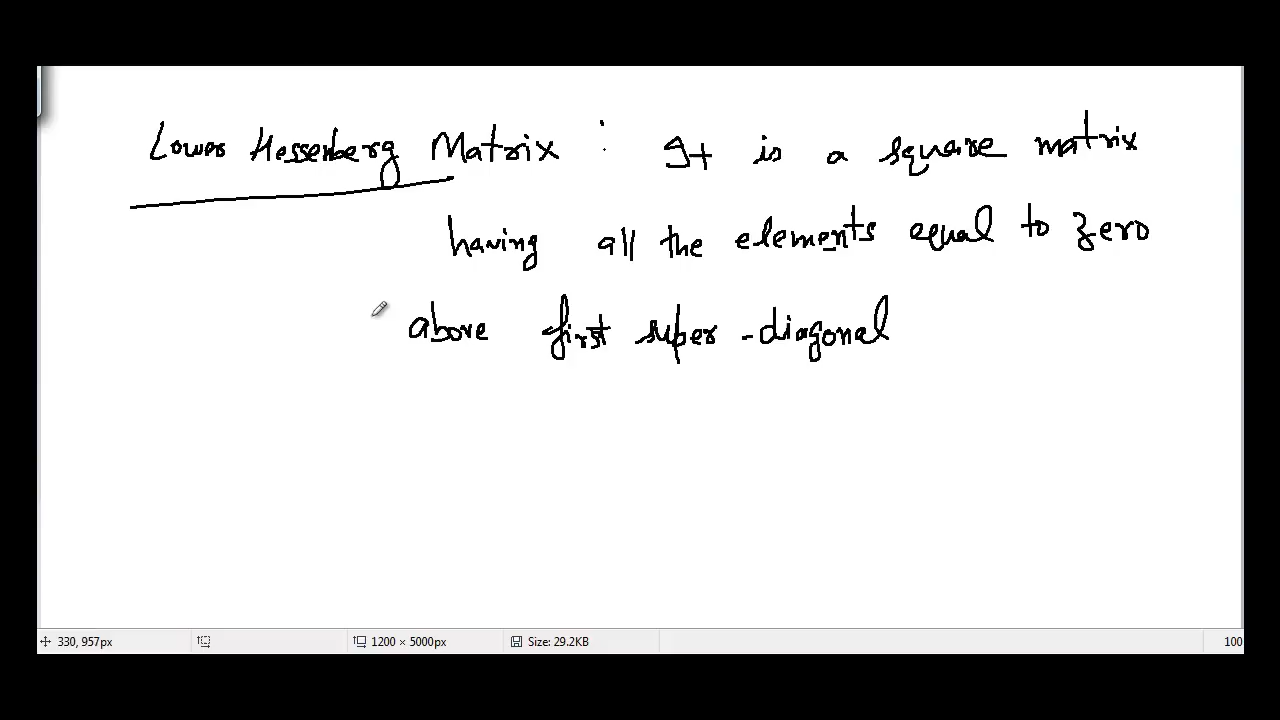 Lower Hessenberg Matrix : It is a square matrix
having all the elements equal to zero
above first super-diagonal
330, 957px 1200 × 5000px Size: 29.2KB 100